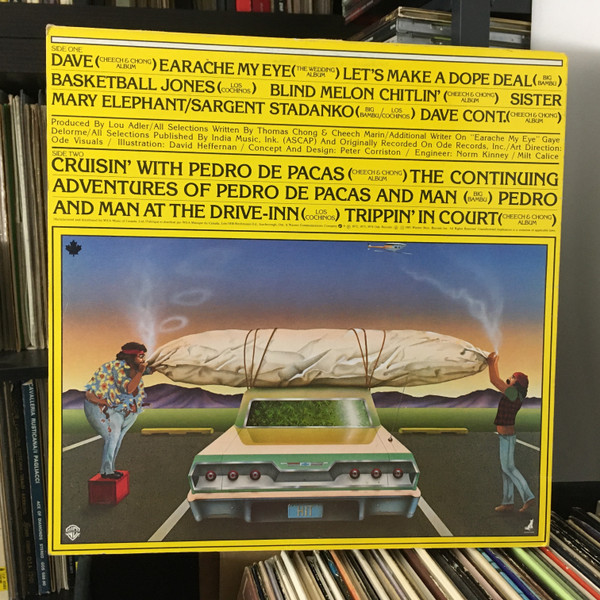 SIDE ONE
DAVE (CHEECH & CHONG ALBUM) EARACHE MY EYE (THE WEDDING ALBUM) LET'S MAKE A DOPE DEAL (BIG BAMBU)
BASKETBALL JONES (LOS COCHINOS) BLIND MELON CHITLIN' (CHEECH & CHONG ALBUM) SISTER
MARY ELEPHANT/SARGENT STADANKO (BIG BAMBU/LOS COCHINOS) DAVE CONT. (CHEECH & CHONG ALBUM)
Produced By Lou Adler/All Selections Written By Thomas Chong & Cheech Marin/Additional Writer On "Earache My Eye" Gaye
Delorme/All Selections Published By India Music, Ink. (ASCAP) And Originally Recorded On Ode Records, Inc./Art Direction:
Ode Visuals / Illustration: David Heffernan / Concept And Design: Peter Corriston / Engineer: Norm Kinney / Milt Calice
SIDE TWO
CRUISIN' WITH PEDRO DE PACAS (CHEECH & CHONG ALBUM) THE CONTINUING
ADVENTURES OF PEDRO DE PACAS AND MAN (BIG BAMBU) PEDRO
AND MAN AT THE DRIVE-INN (LOS COCHINOS) TRIPPIN' IN COURT (CHEECH & CHONG ALBUM)
CAVALLERIA RUSTICANA / I PAGLIACCI